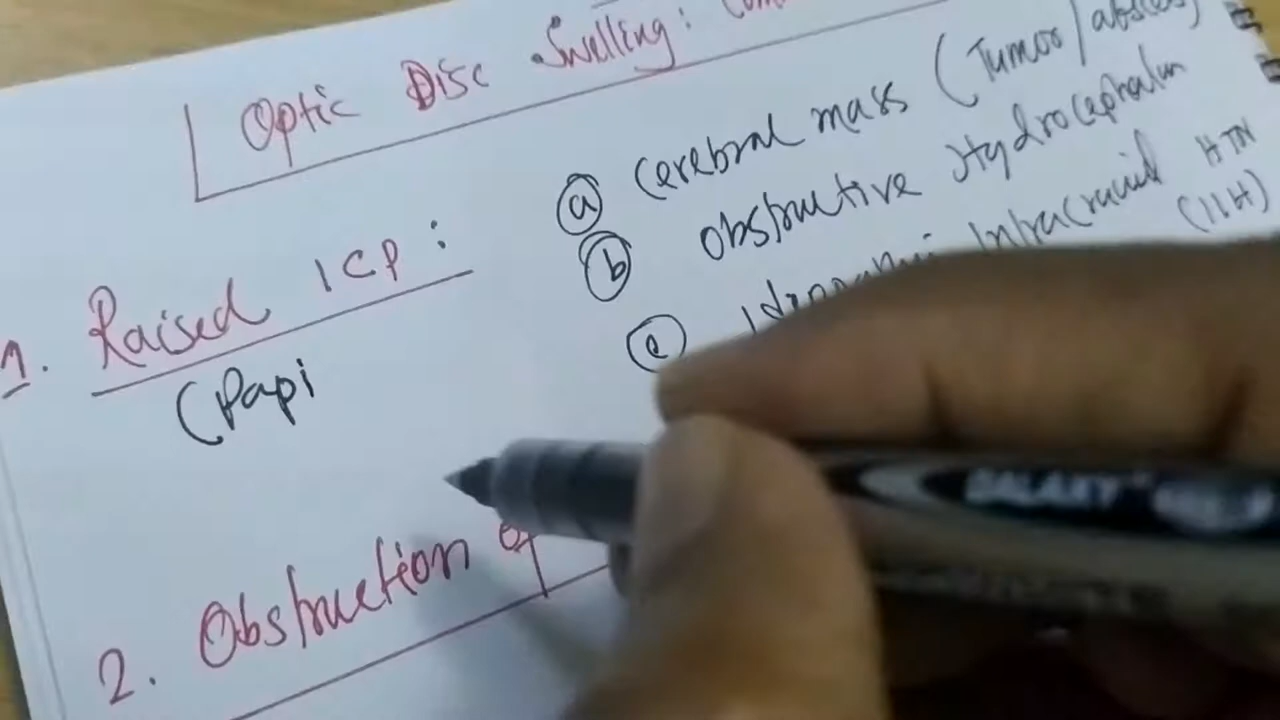 Optic Disc Swelling:
1. Raised ICP:
(Papi
(a) Cerebral mass (Tumor/abscess)
(b) Obstructive Hydrocephalus
(c) Intracranial HTN
(IIH)
2. Obstruction of
GALAXY